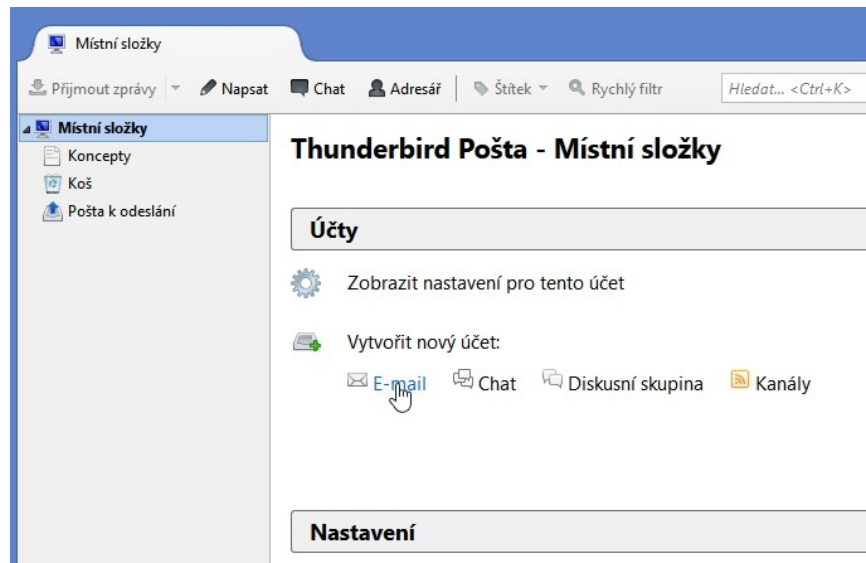 Místní složky
Přijmout zprávy Napsat Chat Adresář Štítek Rychlý filtr Hledat... <Ctrl+K>
Místní složky
Koncepty
Koš
Pošta k odeslání
Thunderbird Pošta - Místní složky
Účty
Zobrazit nastavení pro tento účet
Vytvořit nový účet:
E-mail Chat Diskusní skupina Kanály
Nastavení